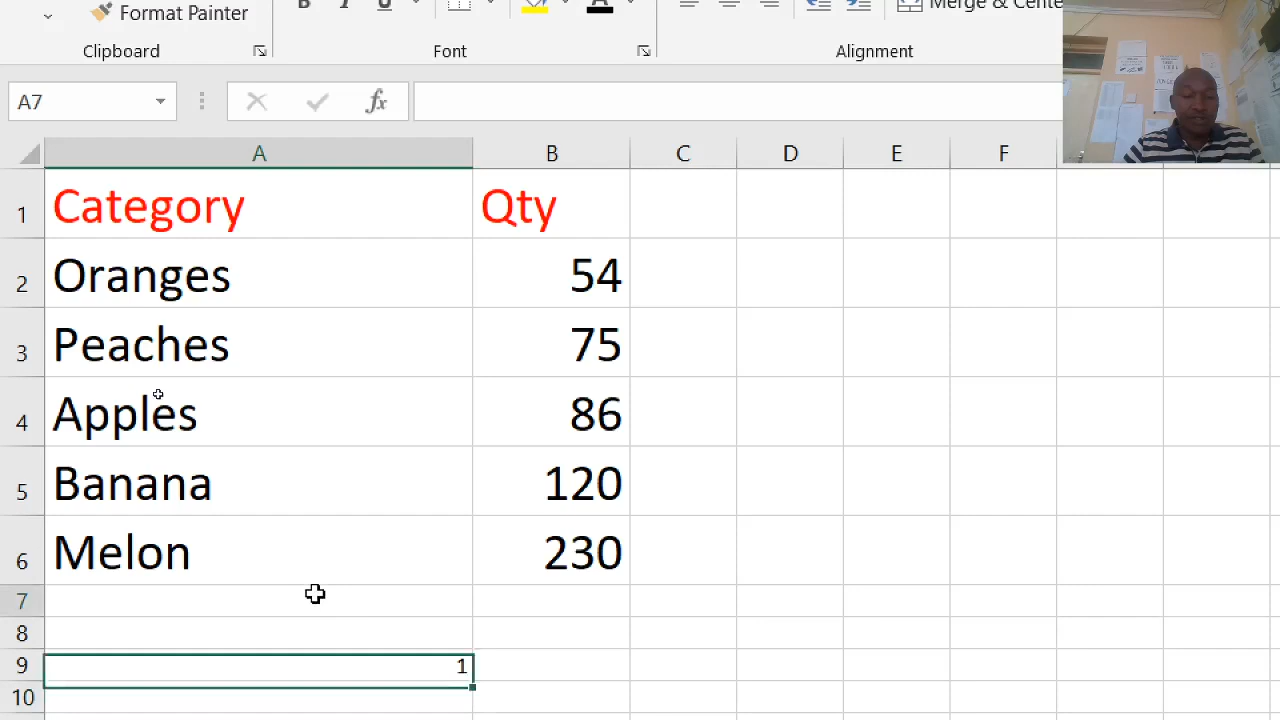 Format Painter
B I U A Merge & Cente
Clipboard Font Alignment
A7 fx
A B C D E F
1 Category Qty
2 Oranges 54
3 Peaches 75
4 Apples 86
5 Banana 120
6 Melon 230
7
8
9 1
10